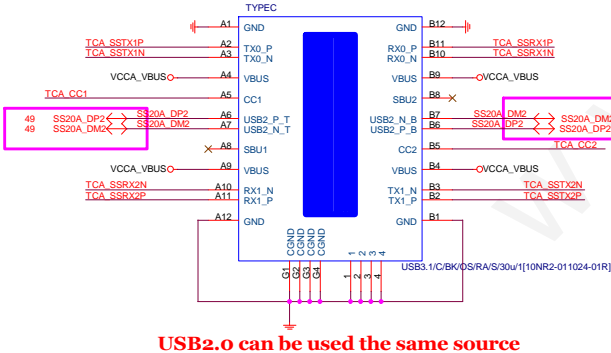 TYPEC
A1 GND GND B12
TCA_SSTX1P A2 TX0_P RX0_P B11 TCA_SSRX1P
TCA_SSTX1N A3 TX0_N RX0_N B10 TCA_SSRX1N
VCCA_VBUS A4 VBUS VBUS B9 VCCA_VBUS
TCA_CC1 A5 CC1 SBU2 B8
49 SS20A_DP2 SS20A_DP2 A6 USB2_P_T USB2_N_B B7 SS20A_DM2 SS20A_DM2
49 SS20A_DM2 SS20A_DM2 A7 USB2_N_T USB2_P_B B6 SS20A_DP2 SS20A_DP2
A8 SBU1 CC2 B5 TCA_CC2
VCCA_VBUS A9 VBUS VBUS B4 VCCA_VBUS
TCA_SSRX2N A10 RX1_N TX1_N B3 TCA_SSTX2N
TCA_SSRX2P A11 RX1_P TX1_P B2 TCA_SSTX2P
A12 GND GND B1
CGND CGND CGND CGND 1 2 3 4
G1 G2 G3 G4 1 2 3 4
USB3.1/C/BK/OS/RA/S/30u/1[10NR2-011024-01R]
USB2.0 can be used the same source